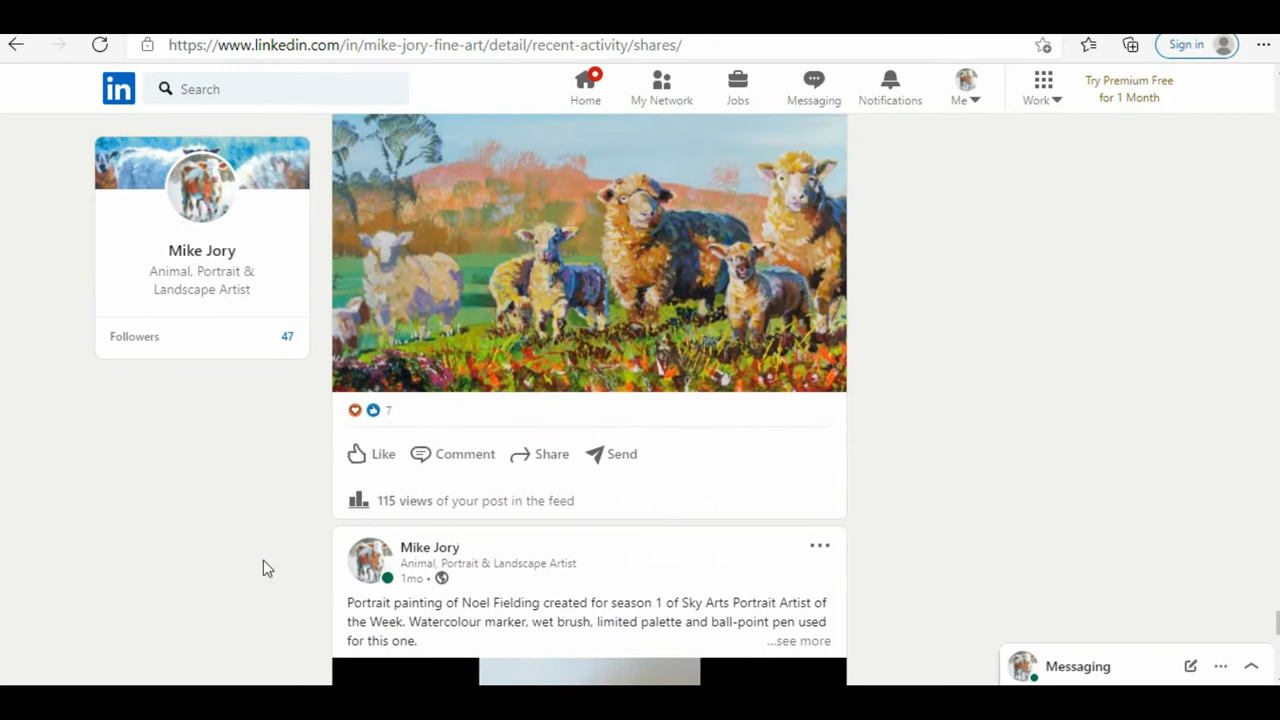 https://www.linkedin.com/in/mike-jory-fine-art/detail/recent-activity/shares/
Sign in
in
Search
Home
My Network
Jobs
Messaging
Notifications
Me
Work
Try Premium Free
for 1 Month
Mike Jory
Animal, Portrait &
Landscape Artist
Followers 47
7
Like
Comment
Share
Send
115 views of your post in the feed
Mike Jory
Animal, Portrait & Landscape Artist
1mo •
Portrait painting of Noel Fielding created for season 1 of Sky Arts Portrait Artist of
the Week. Watercolour marker, wet brush, limited palette and ball-point pen used
for this one.
...see more
Messaging